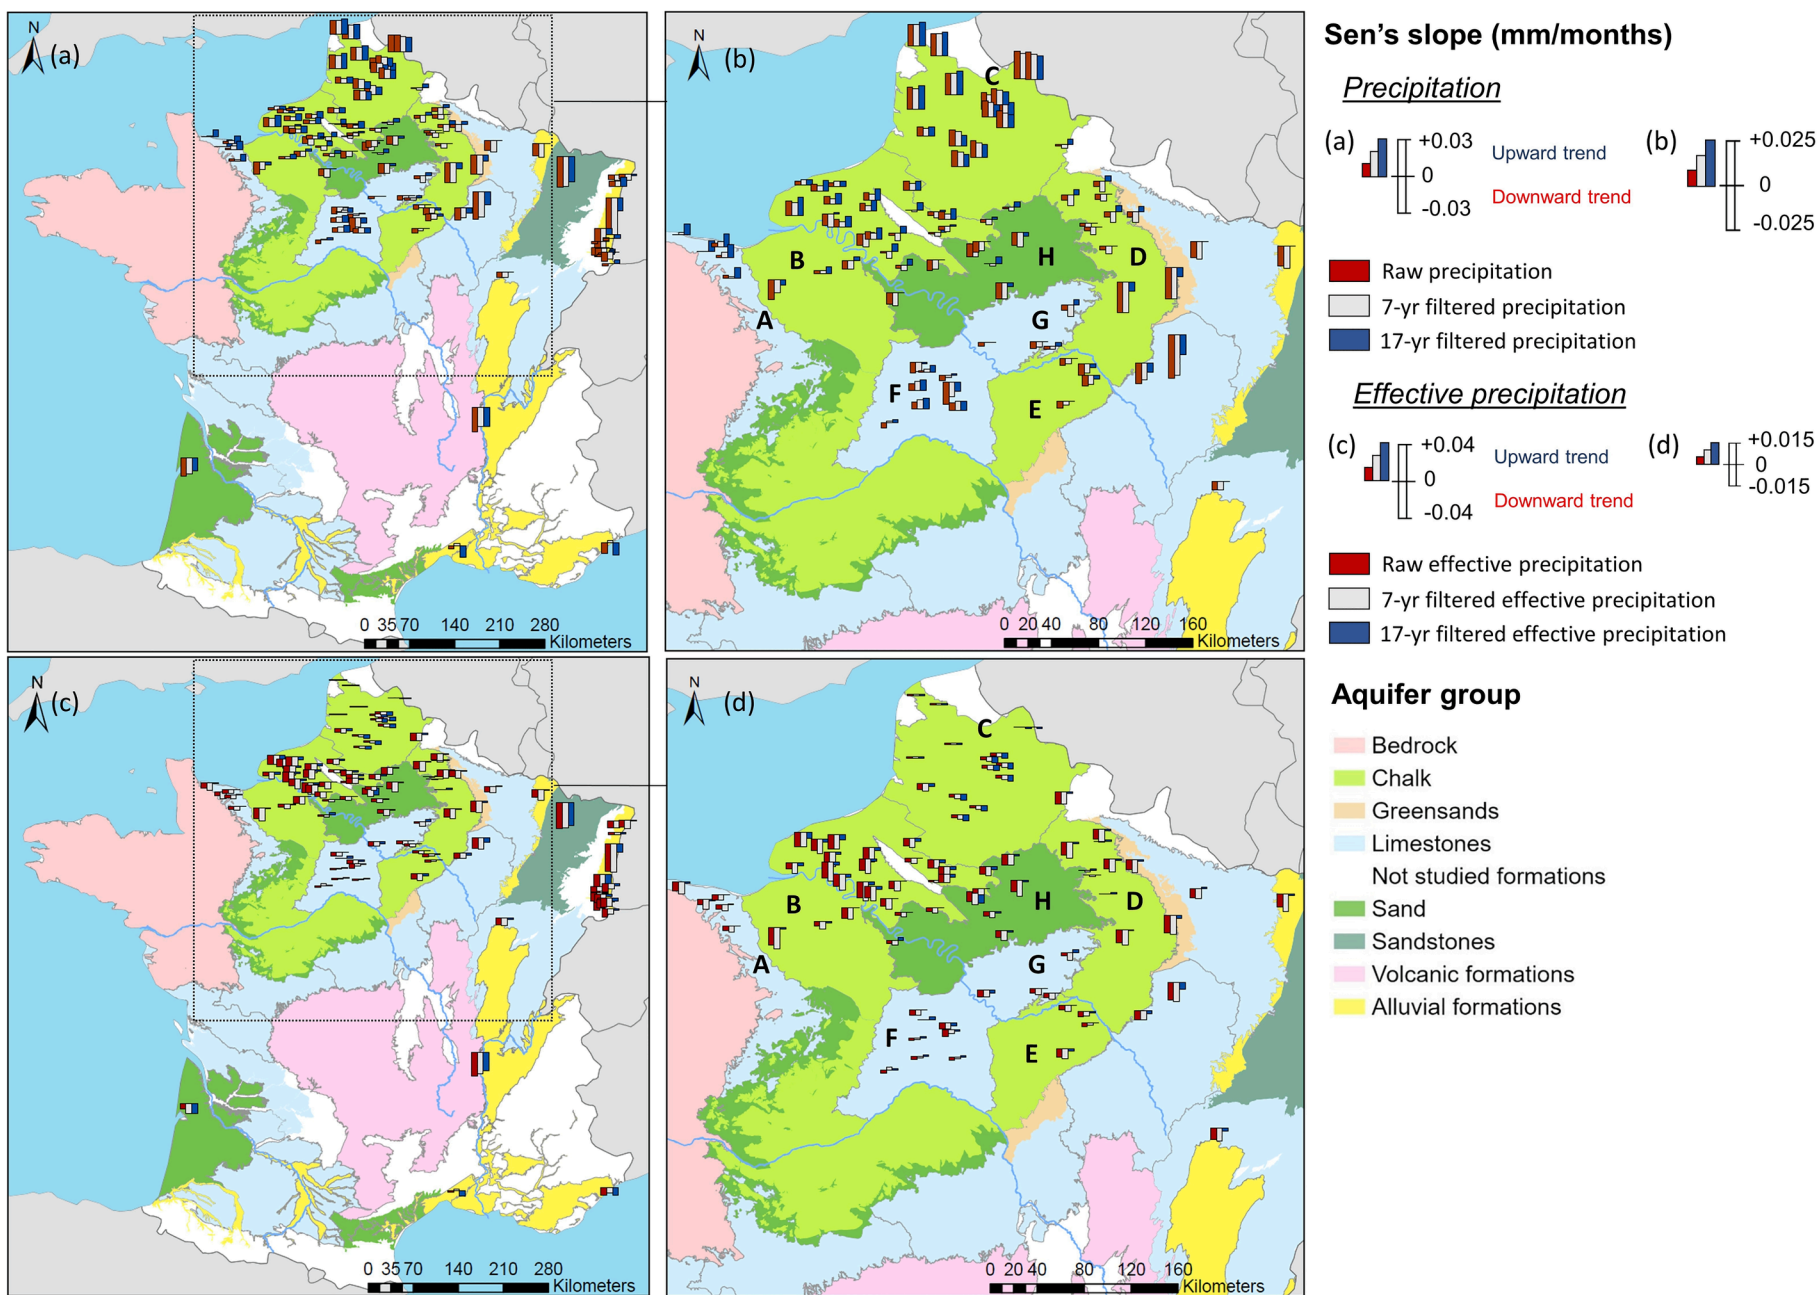 N
(a)
0 35 70 140 210 280
Kilometers
N
(b)
C
B
H
D
A
G
F
E
0 20 40 80 120 160
Kilometers
N
(c)
0 35 70 140 210 280
Kilometers
N
(d)
C
B
H
D
A
G
F
E
0 20 40 80 120 160
Kilometers
Sen's slope (mm/months)
Precipitation
(a) +0.03 0 -0.03 Upward trend Downward trend
(b) +0.025 0 -0.025
Raw precipitation
7-yr filtered precipitation
17-yr filtered precipitation
Effective precipitation
(c) +0.04 0 -0.04 Upward trend Downward trend
(d) +0.015 0 -0.015
Raw effective precipitation
7-yr filtered effective precipitation
17-yr filtered effective precipitation
Aquifer group
Bedrock
Chalk
Greensands
Limestones
Not studied formations
Sand
Sandstones
Volcanic formations
Alluvial formations